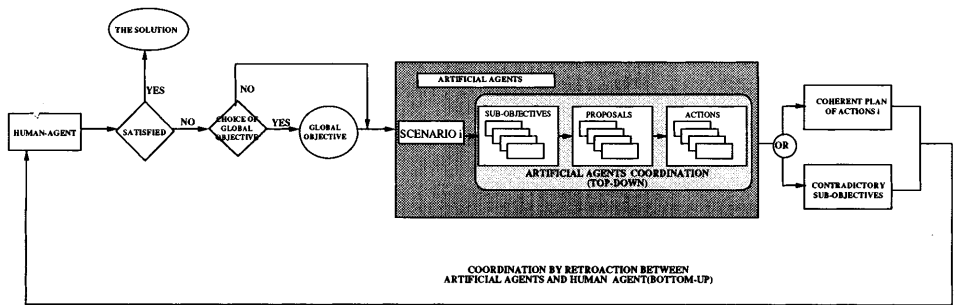 THE SOLUTION
YES
NO
ARTIFICIAL AGENTS
HUMAN-AGENT
SATISFIED
NO
CHOICE OF
GLOBAL
OBJECTIVE
YES
GLOBAL
OBJECTIVE
SCENARIO i
SUB-OBJECTIVES
PROPOSALS
ACTIONS
ARTIFICIAL AGENTS COORDINATION
(TOP-DOWN)
OR
COHERENT PLAN
OF ACTIONS i
CONTRADICTORY
SUB-OBJECTIVES
COORDINATION BY RETROACTION BETWEEN
ARTIFICIAL AGENTS AND HUMAN AGENT(BOTTOM-UP)